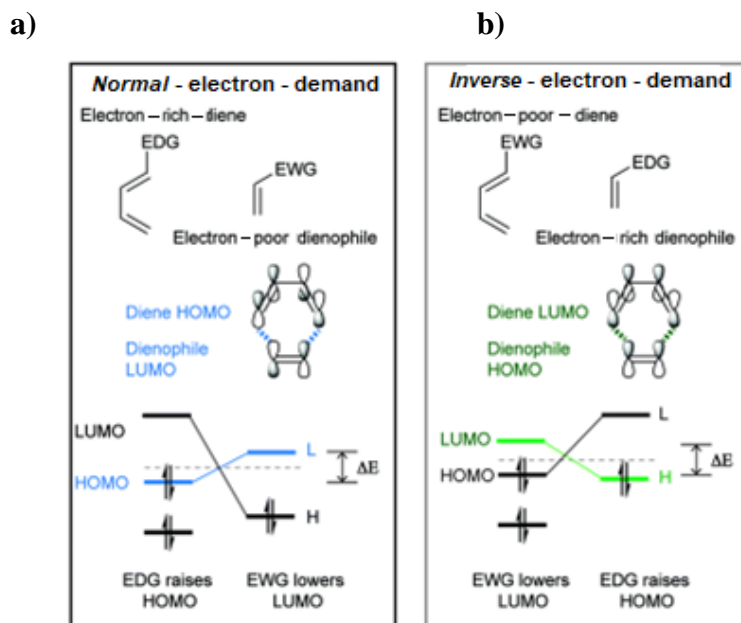 a)
b)
Normal - electron - demand
Electron – rich – diene
EDG
EWG
Electron – poor dienophile
Diene HOMO
Dienophile
LUMO
LUMO
L
HOMO
ΔE
H
EDG raises
HOMO
EWG lowers
LUMO
Inverse - electron - demand
Electron – poor – diene
EWG
EDG
Electron – rich dienophile
Diene LUMO
Dienophile
HOMO
L
LUMO
HOMO
ΔE
H
EWG lowers
LUMO
EDG raises
HOMO